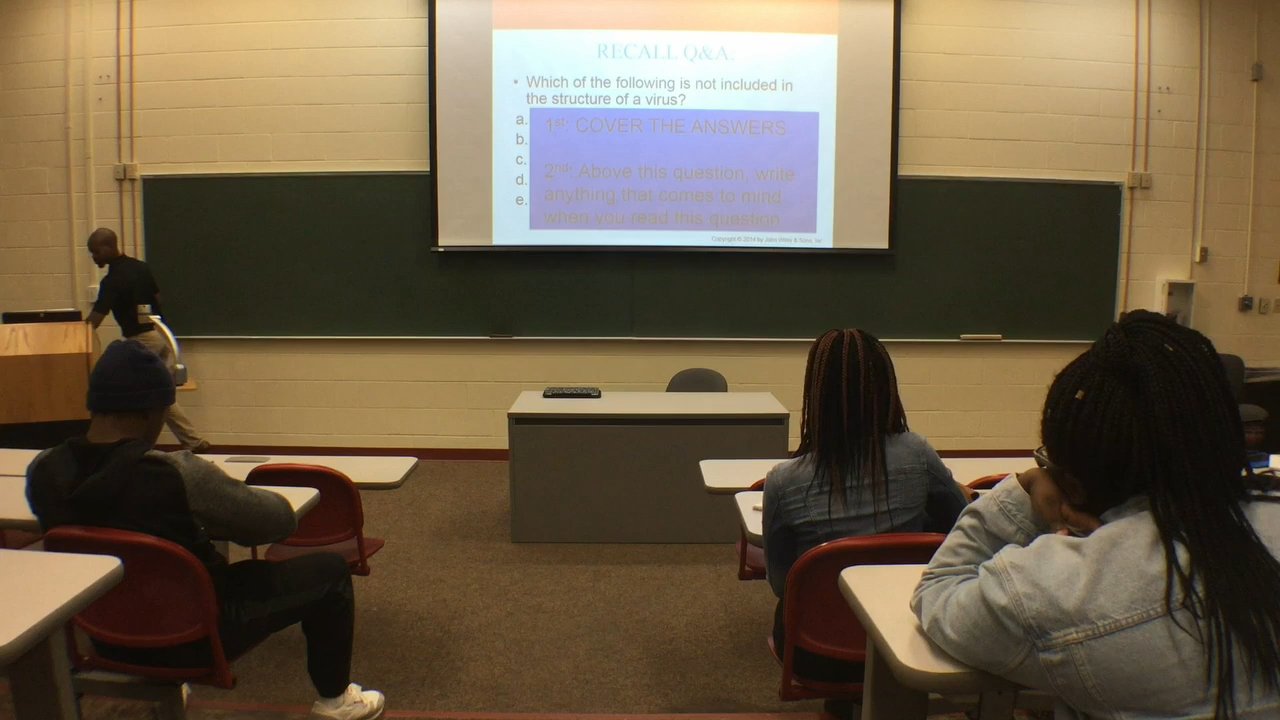 RECALL Q&A.
• Which of the following is not included in
the structure of a virus?
a.
1st: COVER THE ANSWERS
b.
c.
2nd: Above this question, write
d.
anything that comes to mind
e.
when you read this question
Copyright © 2014 by John Wiley & Sons, Inc